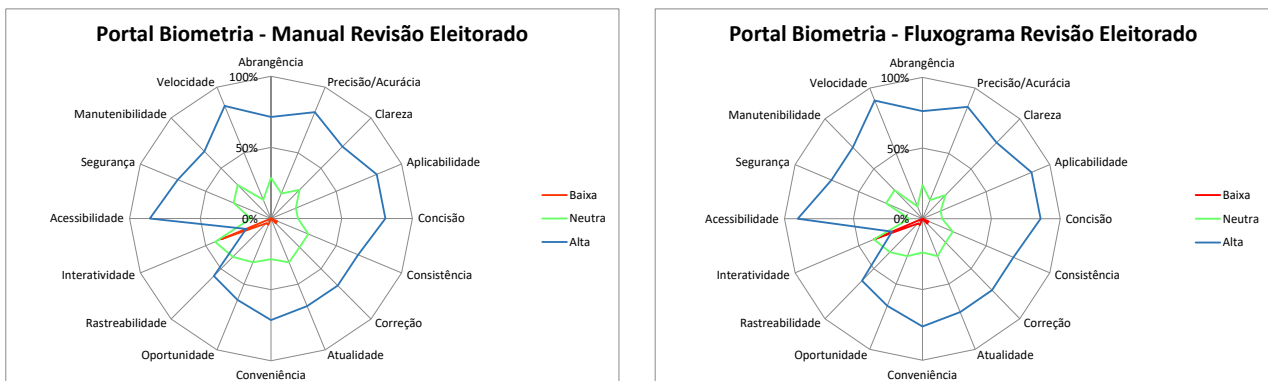 Portal Biometria - Manual Revisão Eleitorado
Abrangência
100%
Velocidade
Precisão/Acurácia
Manutenibilidade
Clareza
50%
Segurança
Aplicabilidade
Acessibilidade
0%
Concisão
Interatividade
Consistência
Rastreabilidade
Correção
Oportunidade
Atualidade
Conveniência
Baixa
Neutra
Alta
Portal Biometria - Fluxograma Revisão Eleitorado
Abrangência
100%
Velocidade
Precisão/Acurácia
Manutenibilidade
Clareza
50%
Segurança
Aplicabilidade
Acessibilidade
0%
Concisão
Interatividade
Consistência
Rastreabilidade
Correção
Oportunidade
Atualidade
Conveniência
Baixa
Neutra
Alta